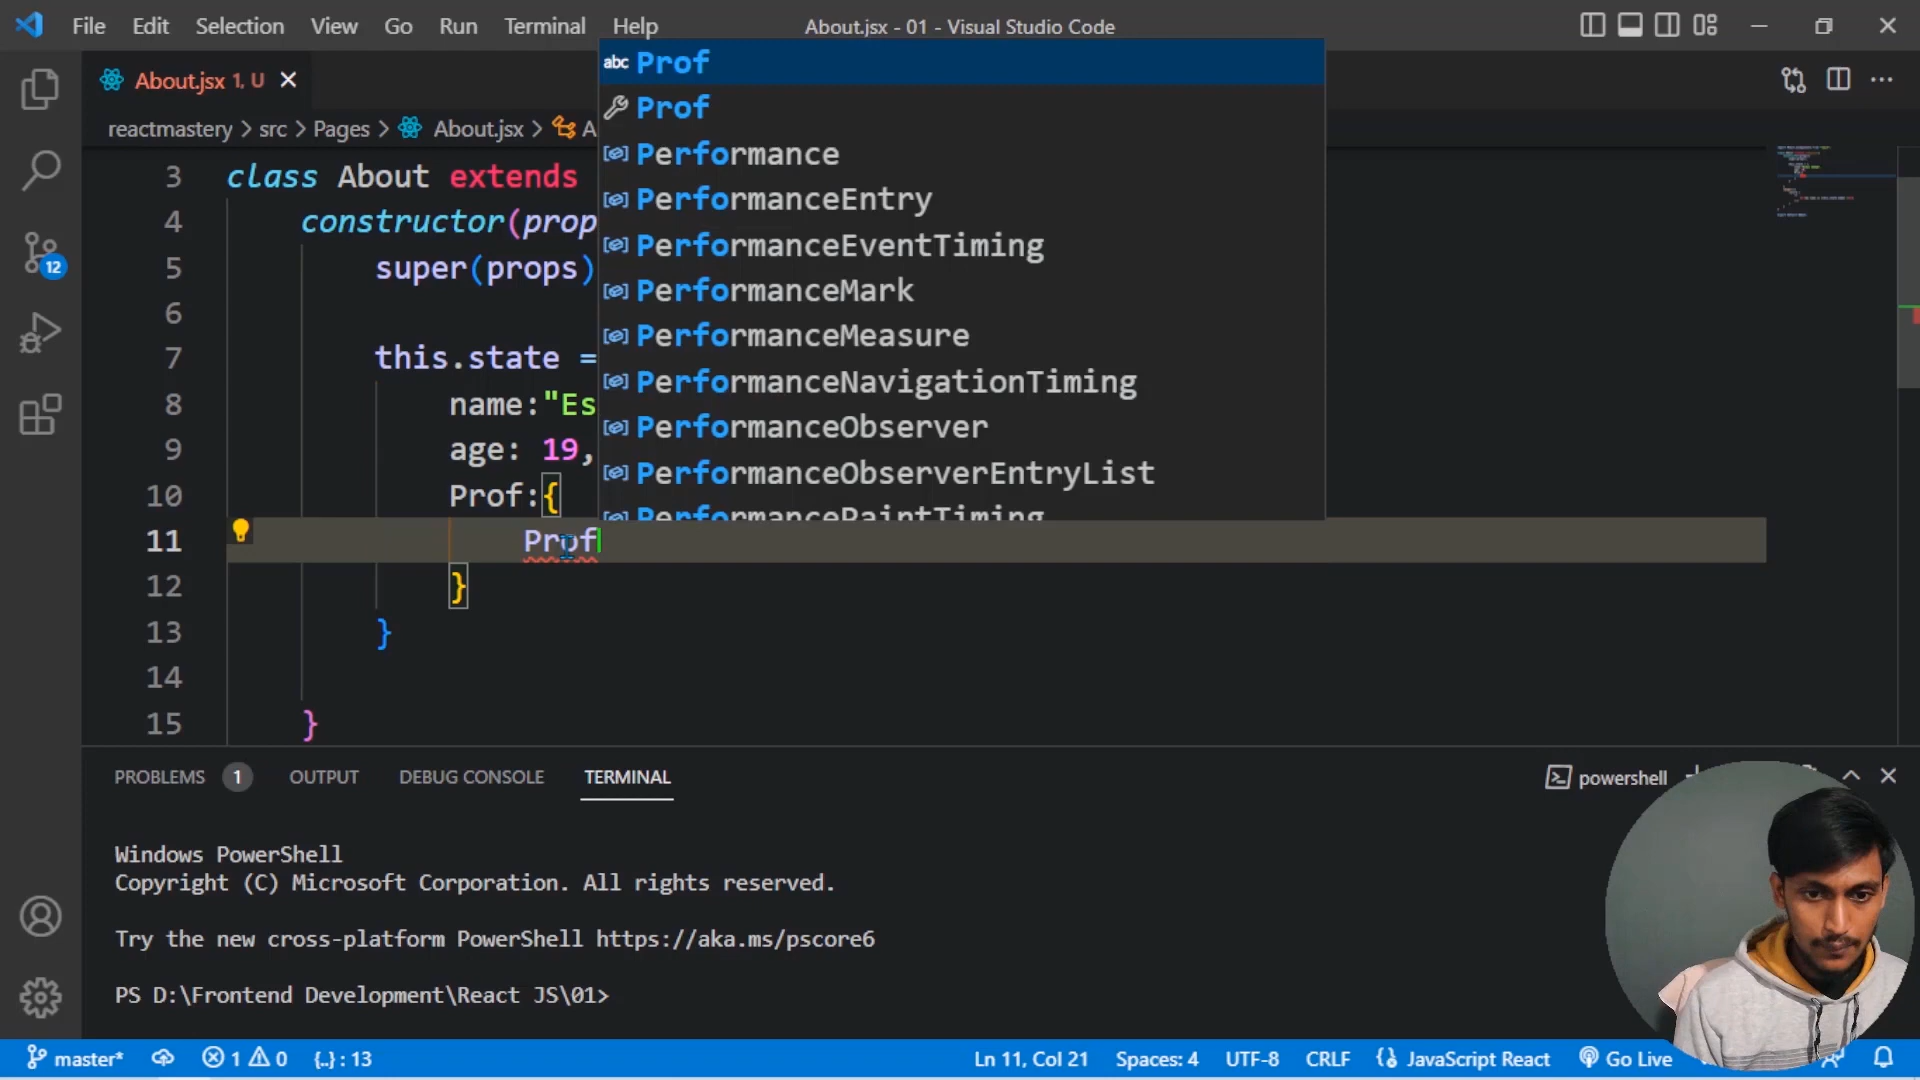 File Edit Selection View Go Run Terminal Help About.jsx - 01 - Visual Studio Code
About.jsx 1, U
reactmastery > src > Pages > About.jsx > A
3 class About extends
4 constructor(prop
5 super(props)
6
7 this.state =
8 name:"Es
9 age: 19,
10 Prof:{
11 Prof
12 }
13 }
14
15 }
abc Prof
Prof
Performance
PerformanceEntry
PerformanceEventTiming
PerformanceMark
PerformanceMeasure
PerformanceNavigationTiming
PerformanceObserver
PerformanceObserverEntryList
PerformancePaintTiming
12
PROBLEMS 1 OUTPUT DEBUG CONSOLE TERMINAL powershell
Windows PowerShell
Copyright (C) Microsoft Corporation. All rights reserved.
Try the new cross-platform PowerShell https://aka.ms/pscore6
PS D:\Frontend Development\React JS\01>
master* 1 0 {..} : 13 Ln 11, Col 21 Spaces: 4 UTF-8 CRLF JavaScript React Go Live